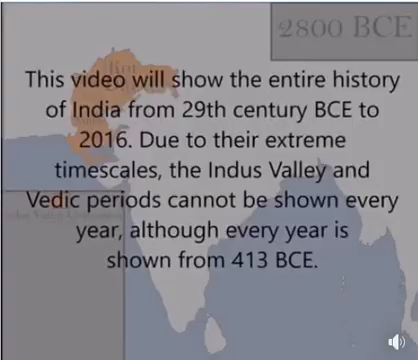 2800 BCE
This video will show the entire history
of India from 29th century BCE to
2016. Due to their extreme
timescales, the Indus Valley and
Vedic periods cannot be shown every
year, although every year is
shown from 413 BCE.